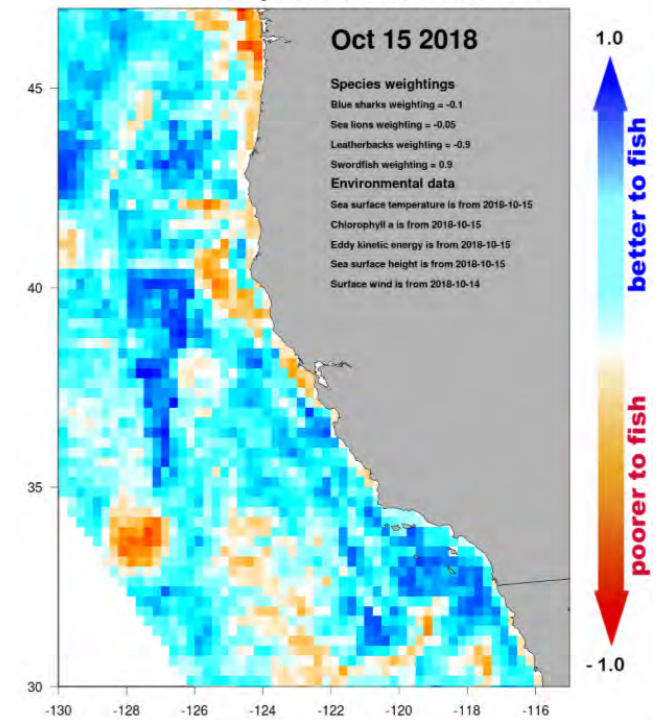 Oct 15 2018
Species weightings
Blue sharks weighting = -0.1
Sea lions weighting = -0.05
Leatherbacks weighting = -0.9
Swordfish weighting = 0.9
Environmental data
Sea surface temperature is from 2018-10-15
Chlorophyll a is from 2018-10-15
Eddy kinetic energy is from 2018-10-15
Sea surface height is from 2018-10-15
Surface wind is from 2018-10-14
1.0
better to fish
poorer to fish
- 1.0
45
40
35
30
-130 -128 -126 -124 -122 -120 -118 -116